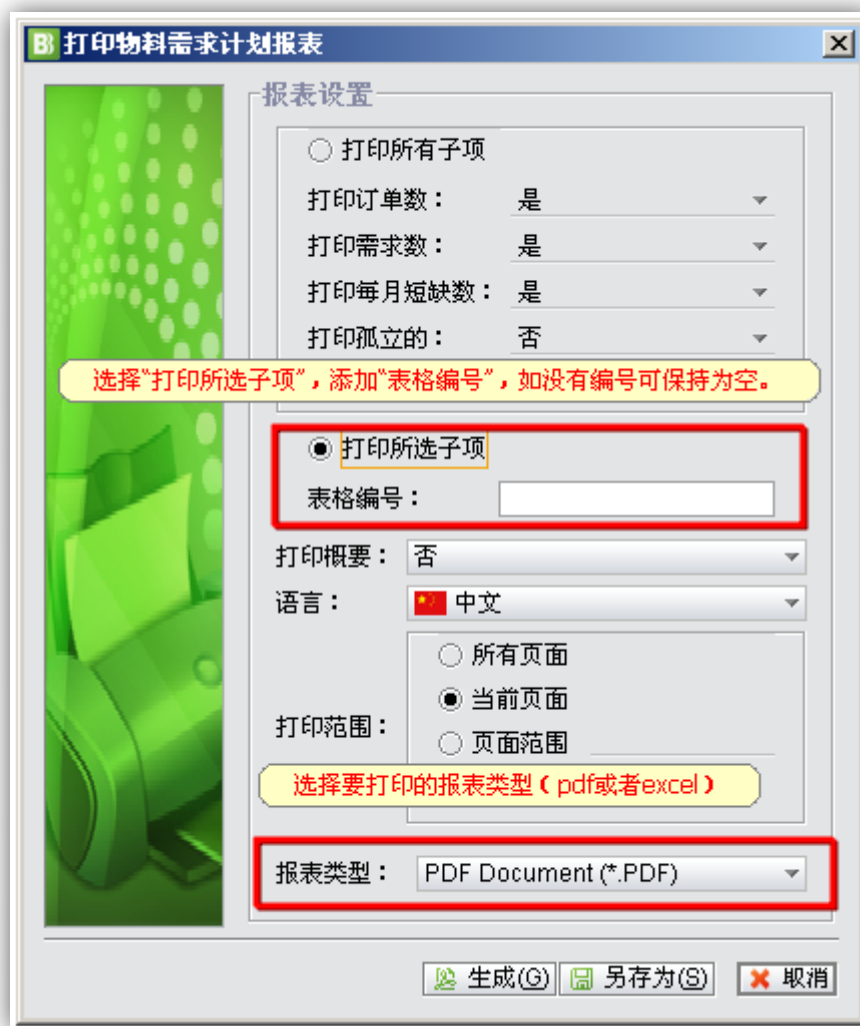 打印物料需求计划报表
报表设置
打印所有子项
打印订单数： 是
打印需求数： 是
打印每月短缺数： 是
打印孤立的： 否
选择“打印所选子项”，添加“表格编号”，如没有编号可保持为空。
打印所选子项
表格编号：
打印概要： 否
语言： 中文
所有页面
当前页面
打印范围：
页面范围
选择要打印的报表类型（pdf或者excel）
报表类型： PDF Document (*.PDF)
生成(G) 另存为(S) 取消